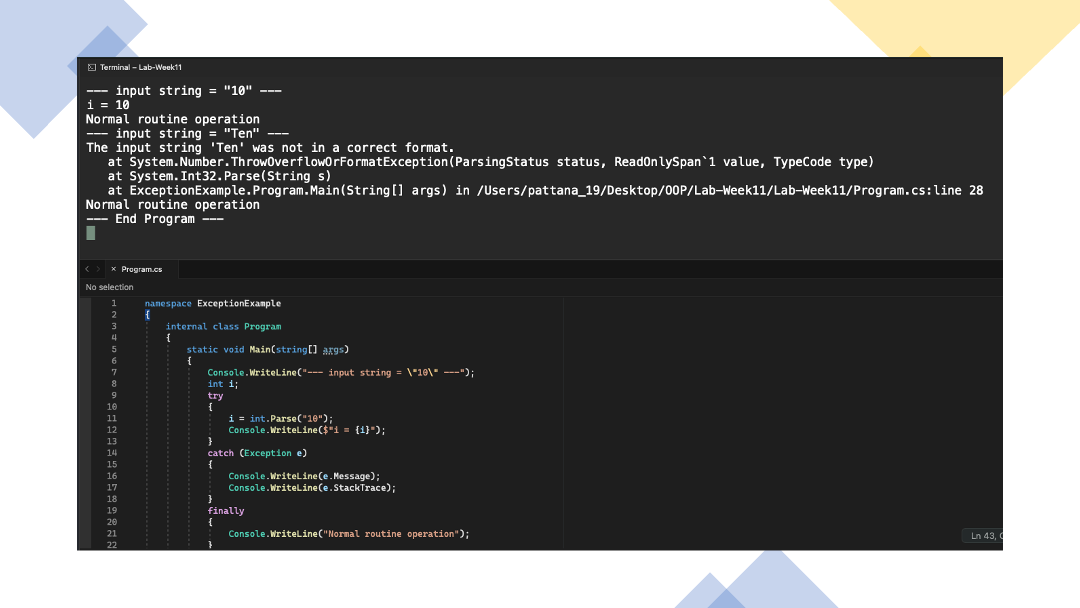 Terminal – Lab-Week11
--- input string = "10" ---
i = 10
Normal routine operation
--- input string = "Ten" ---
The input string 'Ten' was not in a correct format.
   at System.Number.ThrowOverflowOrFormatException(ParsingStatus status, ReadOnlySpan`1 value, TypeCode type)
   at System.Int32.Parse(String s)
   at ExceptionExample.Program.Main(String[] args) in /Users/pattana_19/Desktop/OOP/Lab-Week11/Lab-Week11/Program.cs:line 28
Normal routine operation
--- End Program ---
< > × Program.cs
No selection
1 namespace ExceptionExample
2 {
3     internal class Program
4     {
5         static void Main(string[] args)
6         {
7             Console.WriteLine("--- input string = \"10\" ---");
8             int i;
9             try
10             {
11                 i = int.Parse("10");
12                 Console.WriteLine($"i = {i}");
13             }
14             catch (Exception e)
15             {
16                 Console.WriteLine(e.Message);
17                 Console.WriteLine(e.StackTrace);
18             }
19             finally
20             {
21                 Console.WriteLine("Normal routine operation");
22             }
Ln 43,